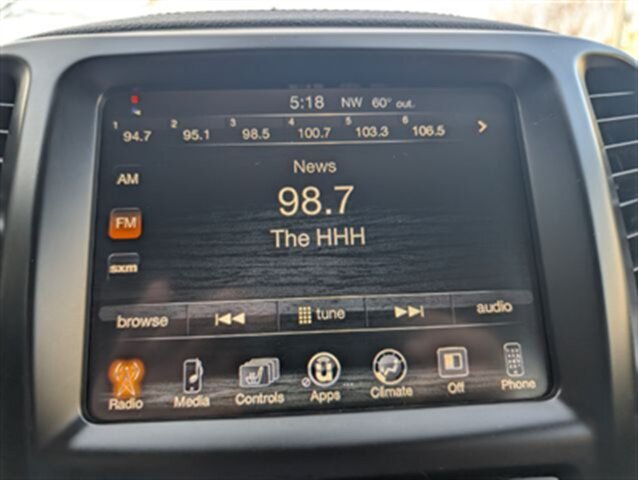 5:18 NW 60° out.
1 94.7 2 95.1 3 98.5 4 100.7 5 103.3 6 106.5 >
News
AM
98.7
FM
The HHH
sxm
browse tune audio
Radio Media Controls Apps Climate Off Phone